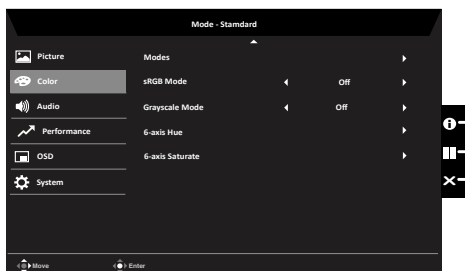 Mode - Stamdard
Picture
Modes
Color
sRGB Mode
Off
Audio
Grayscale Mode
Off
Performance
6-axis Hue
OSD
6-axis Saturate
System
Move
Enter